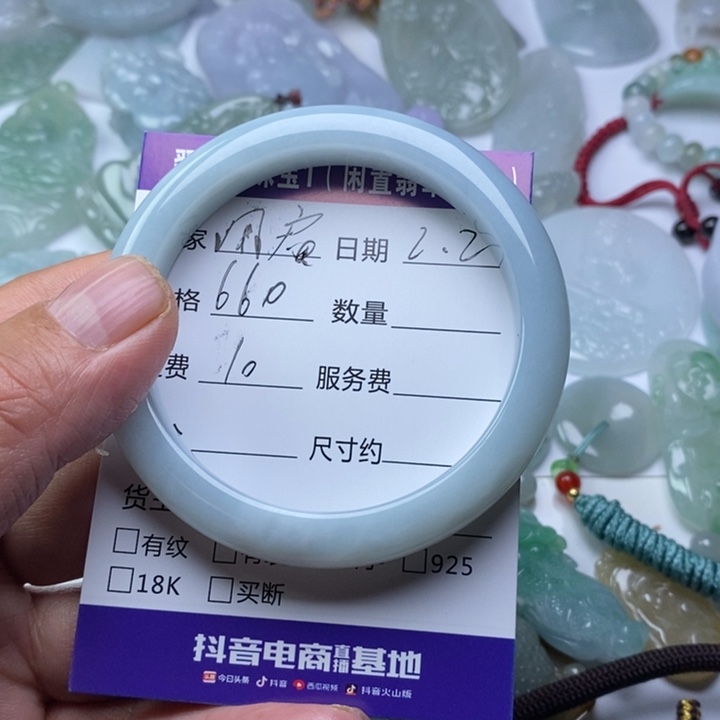 家 日期 2.2
格 660 数量
费 10 服务费
尺寸约
货
有纹 925
18K 买断
抖音电商直播基地
今日头条 抖音 西瓜视频 抖音火山版